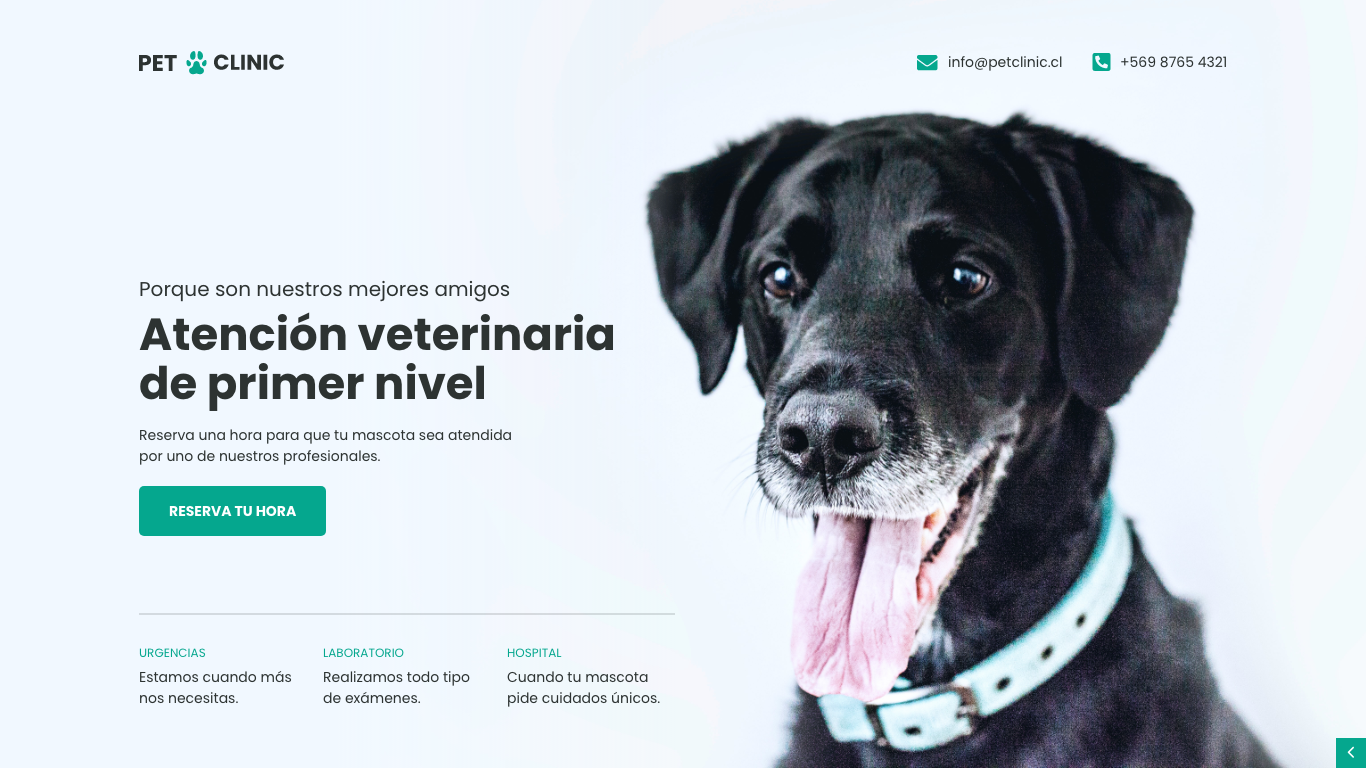 PET CLINIC
info@petclinic.cl
+569 8765 4321
Porque son nuestros mejores amigos
Atención veterinaria
de primer nivel
Reserva una hora para que tu mascota sea atendida
por uno de nuestros profesionales.
RESERVA TU HORA
URGENCIAS
Estamos cuando más
nos necesitas.
LABORATORIO
Realizamos todo tipo
de exámenes.
HOSPITAL
Cuando tu mascota
pide cuidados únicos.